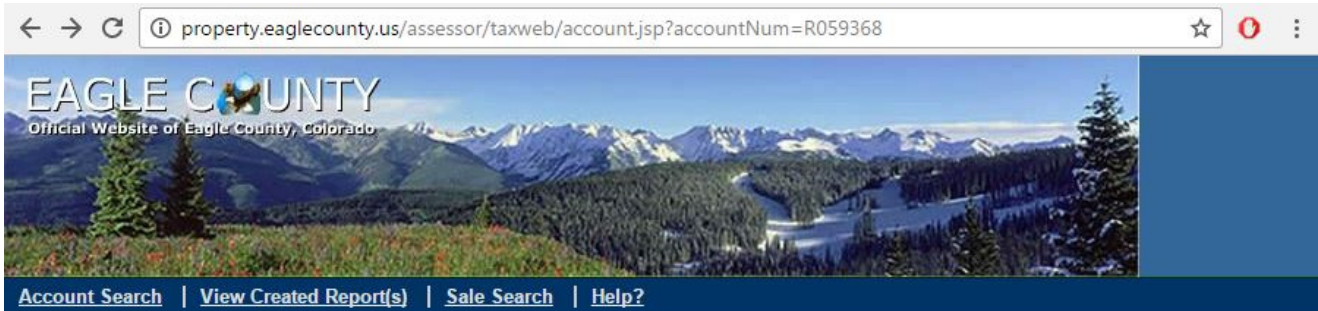 property.eaglecounty.us/assessor/taxweb/account.jsp?accountNum=R059368
EAGLE COUNTY
Official Website of Eagle County, Colorado
Account Search | View Created Report(s) | Sale Search | Help?